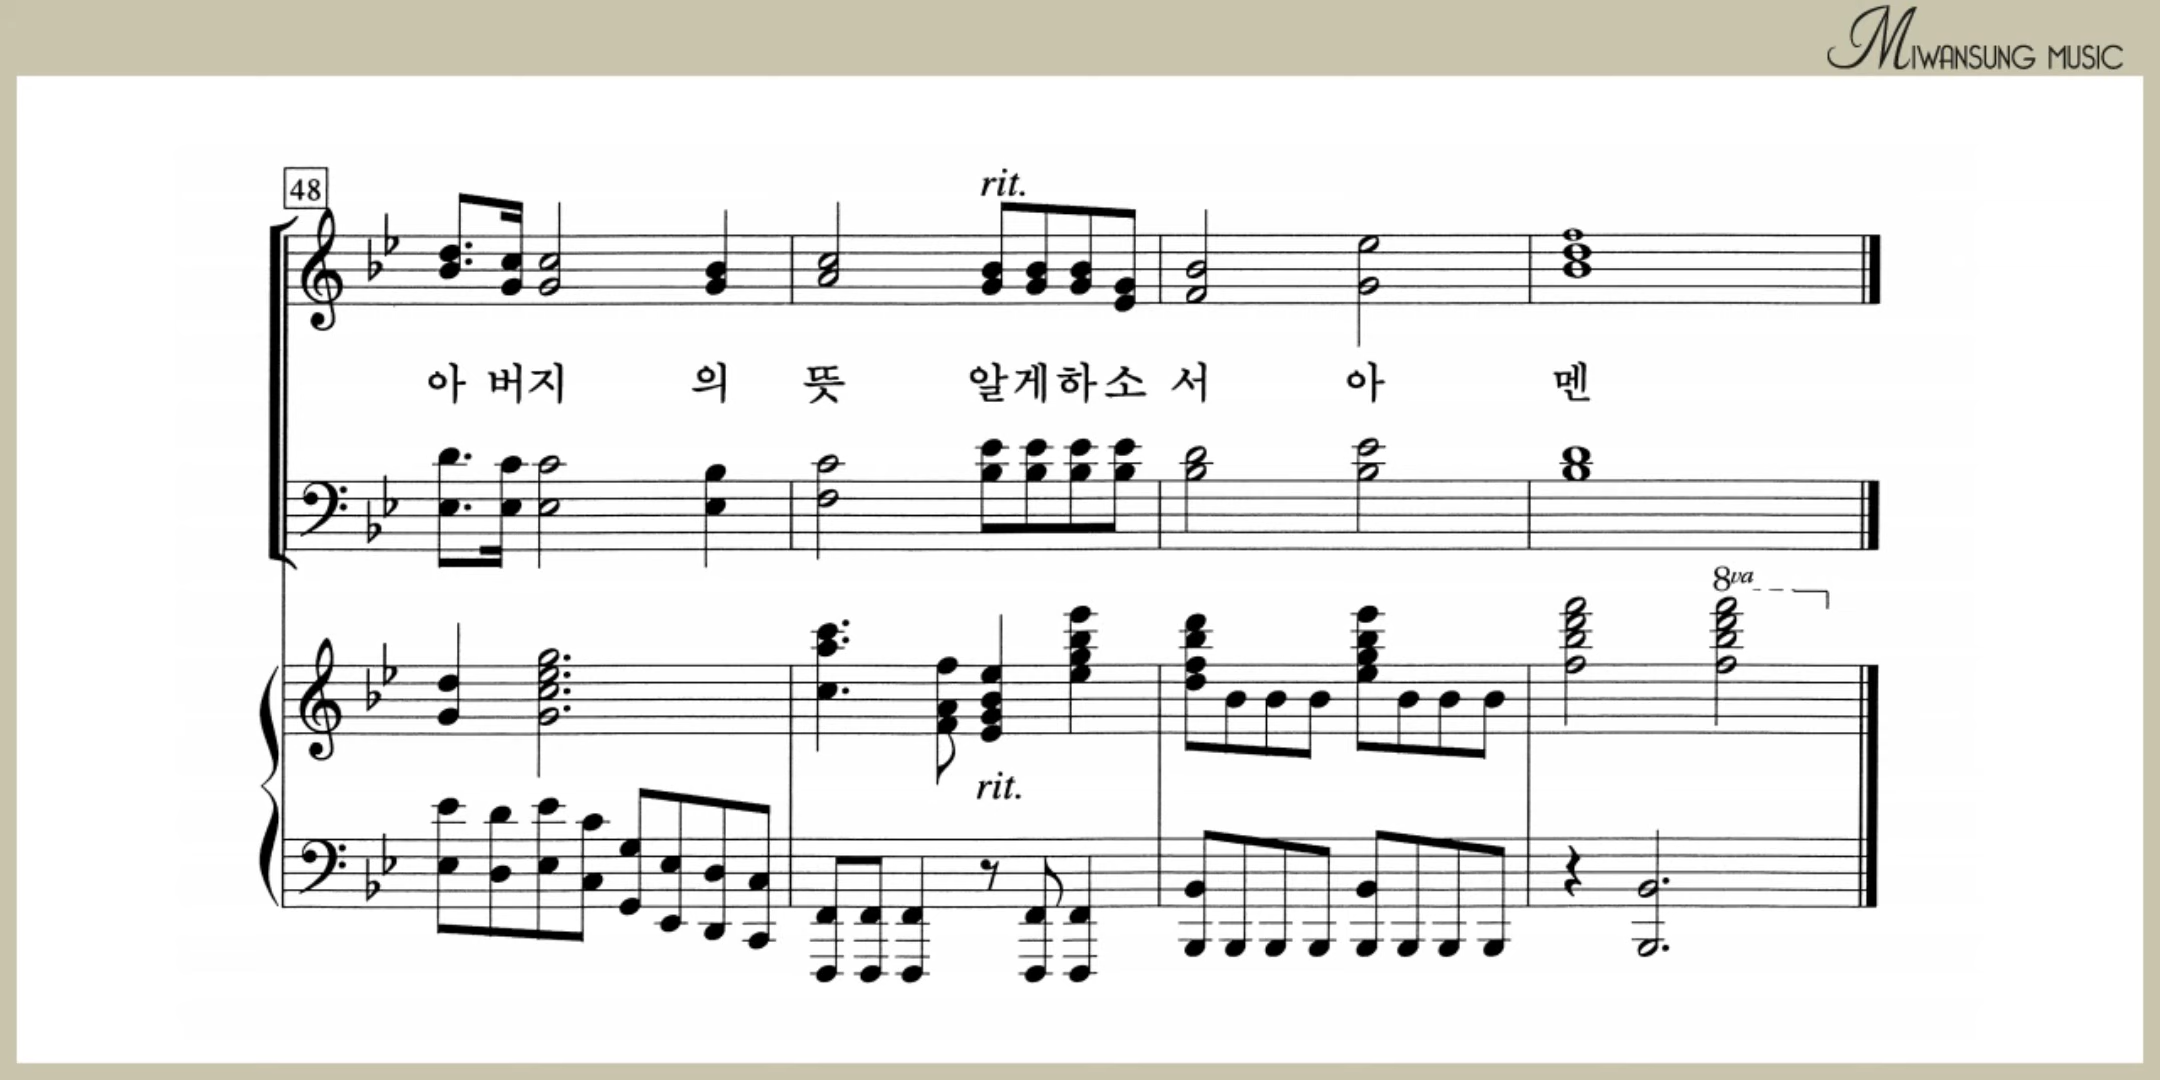 MIWANSUNG MUSIC
48
rit.
아 버지 의 뜻 알게하소 서 아 멘
8va
rit.